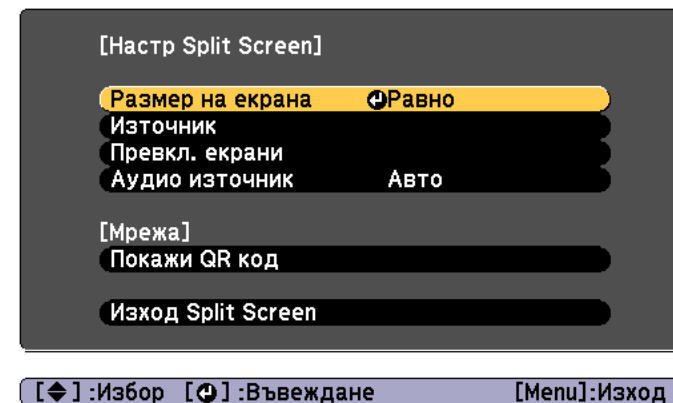 [Настр Split Screen]
Размер на екрана Равно
Източник
Превкл. екрани
Аудио източник Авто
[Мрежа]
Покажи QR код
Изход Split Screen
[◆] :Избор [⏎] :Въвеждане [Menu]:Изход